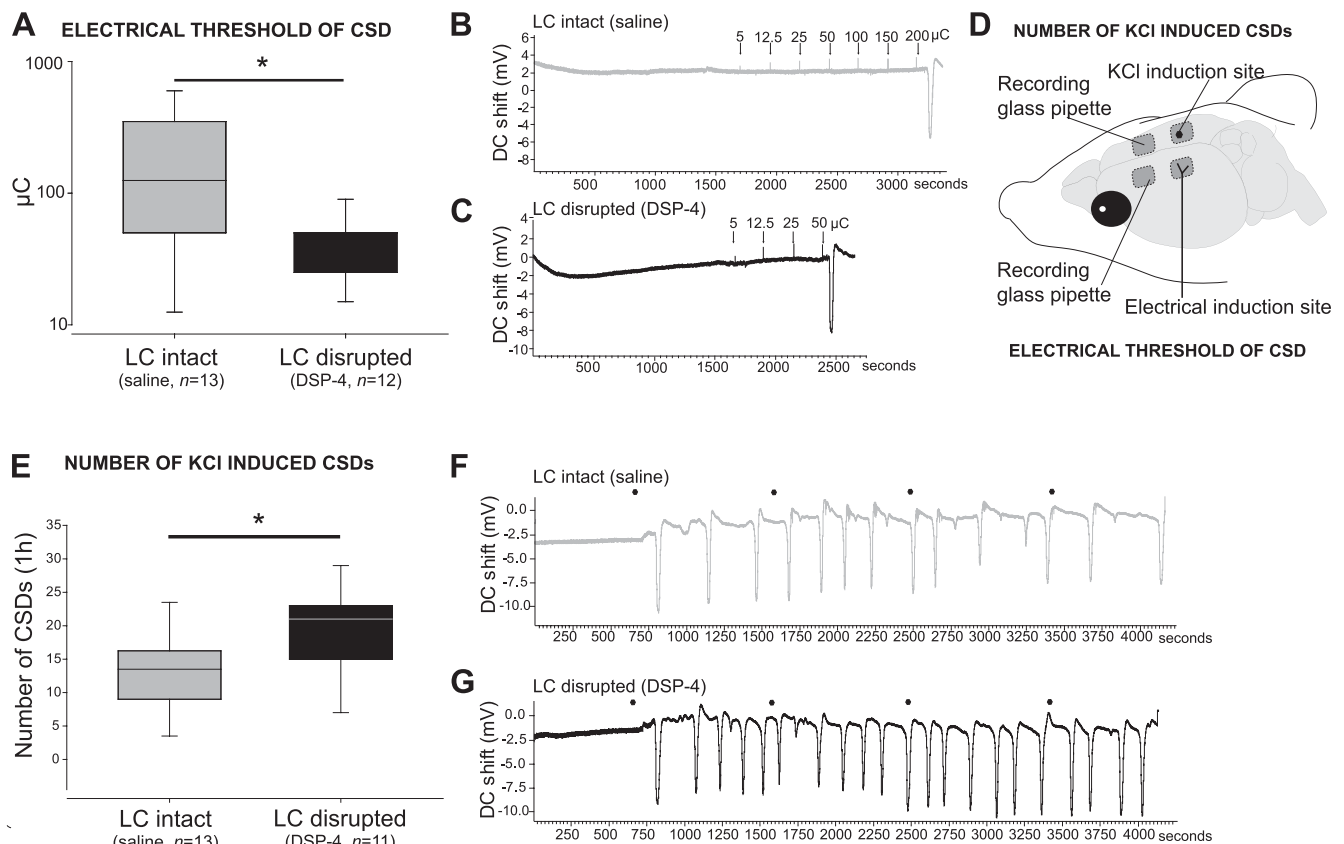 A ELECTRICAL THRESHOLD OF CSD
1000
100
10
µC
*
LC intact
(saline, n=13)
LC disrupted
(DSP-4, n=12)
B LC intact (saline)
5 12.5 25 50 100 150 200 µC
DC shift (mV)
6
4
2
0
-2
-4
-6
-8
500 1000 1500 2000 2500 3000 seconds
C LC disrupted (DSP-4)
5 12.5 25 50 µC
DC shift (mV)
4
2
0
-2
-4
-6
-8
-10
500 1000 1500 2000 2500 seconds
D NUMBER OF KCl INDUCED CSDs
KCl induction site
Recording
glass pipette
Recording
glass pipette
Electrical induction site
ELECTRICAL THRESHOLD OF CSD
E NUMBER OF KCl INDUCED CSDs
Number of CSDs (1h)
35
30
25
20
15
10
5
0
*
LC intact
(saline, n=13)
LC disrupted
(DSP-4, n=11)
F LC intact (saline)
DC shift (mV)
0.0
-2.5
-5.0
-7.5
-10.0
250 500 750 1000 1250 1500 1750 2000 2250 2500 2750 3000 3250 3500 3750 4000 seconds
G LC disrupted (DSP-4)
DC shift (mV)
0.0
-2.5
-5.0
-7.5
-10.0
250 500 750 1000 1250 1500 1750 2000 2250 2500 2750 3000 3250 3500 3750 4000 seconds